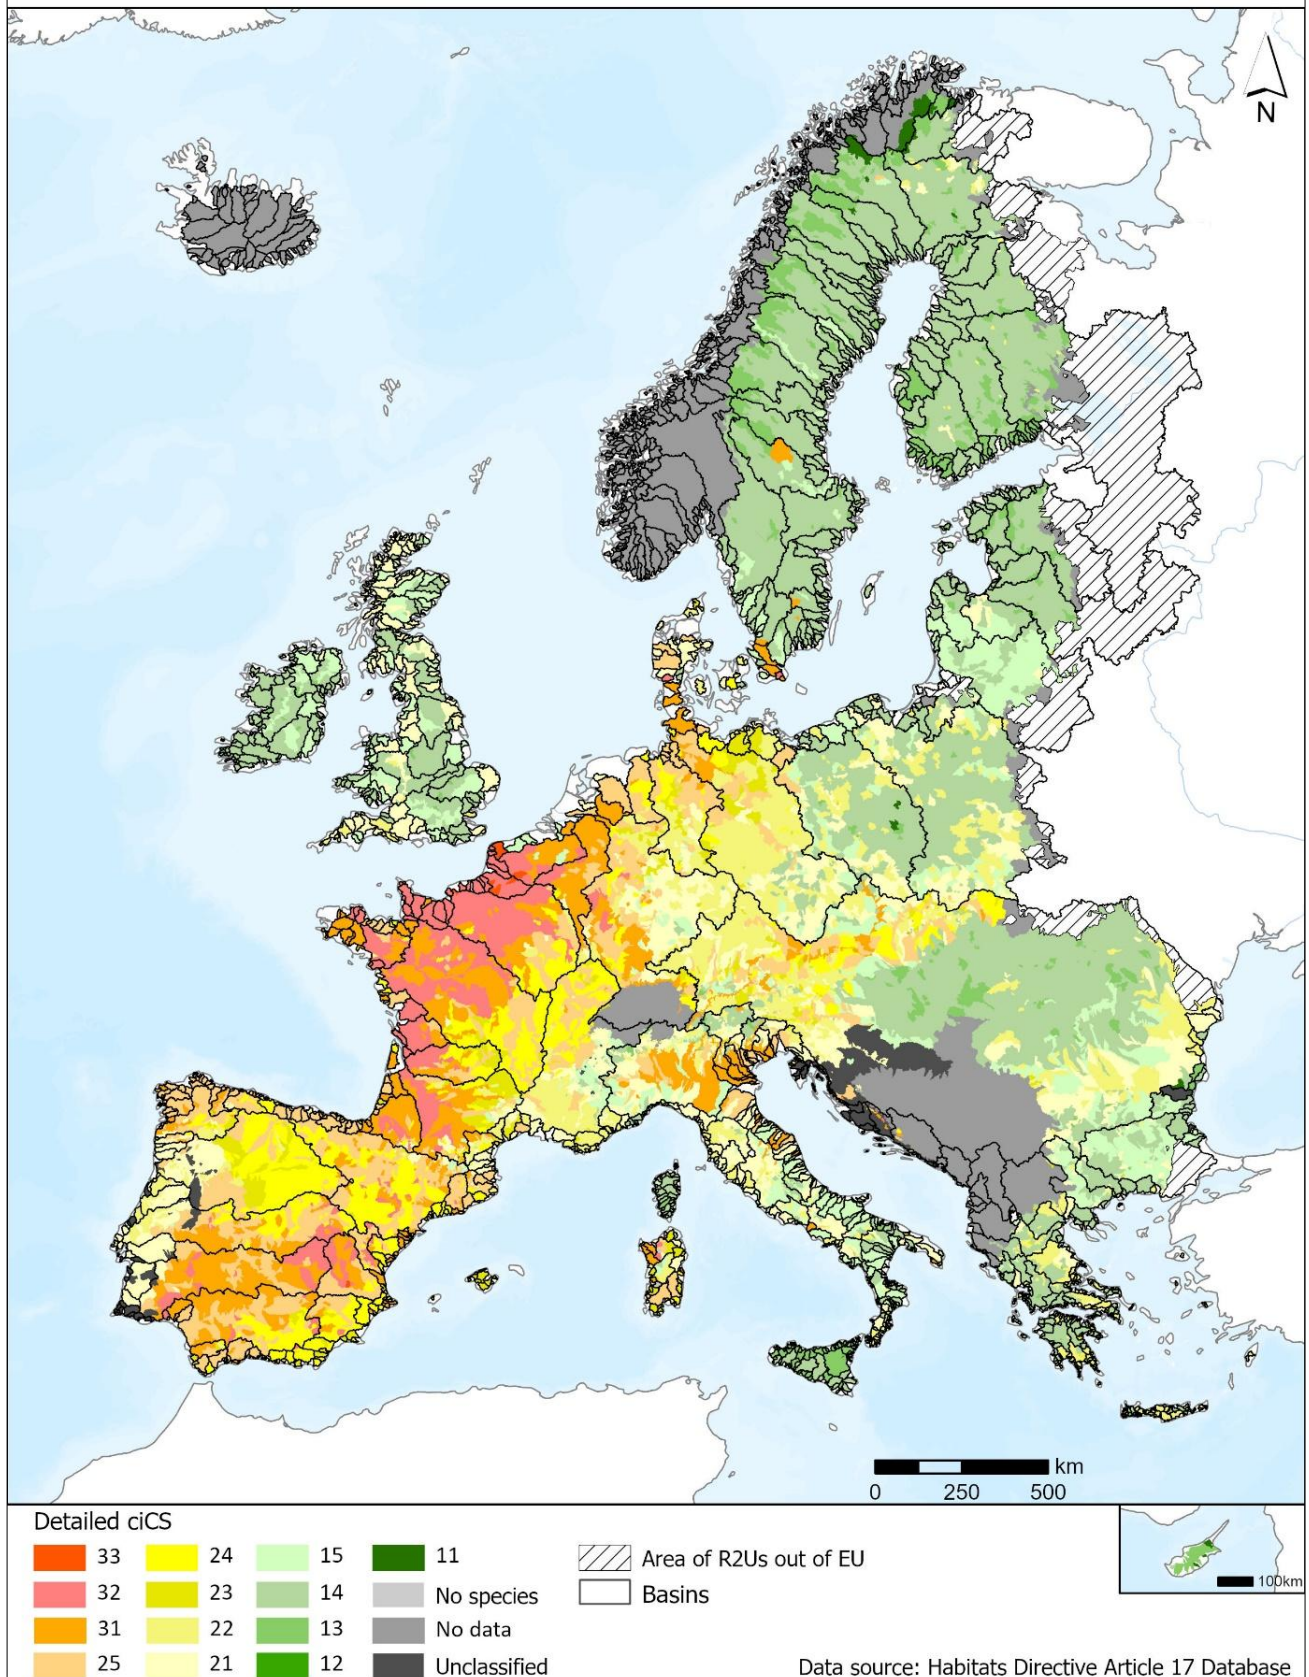 N
km
0 250 500
Detailed ciCS
33 24 15 11 Area of R2Us out of EU
32 23 14 No species Basins
31 22 13 No data
25 21 12 Unclassified
100km
Data source: Habitats Directive Article 17 Database